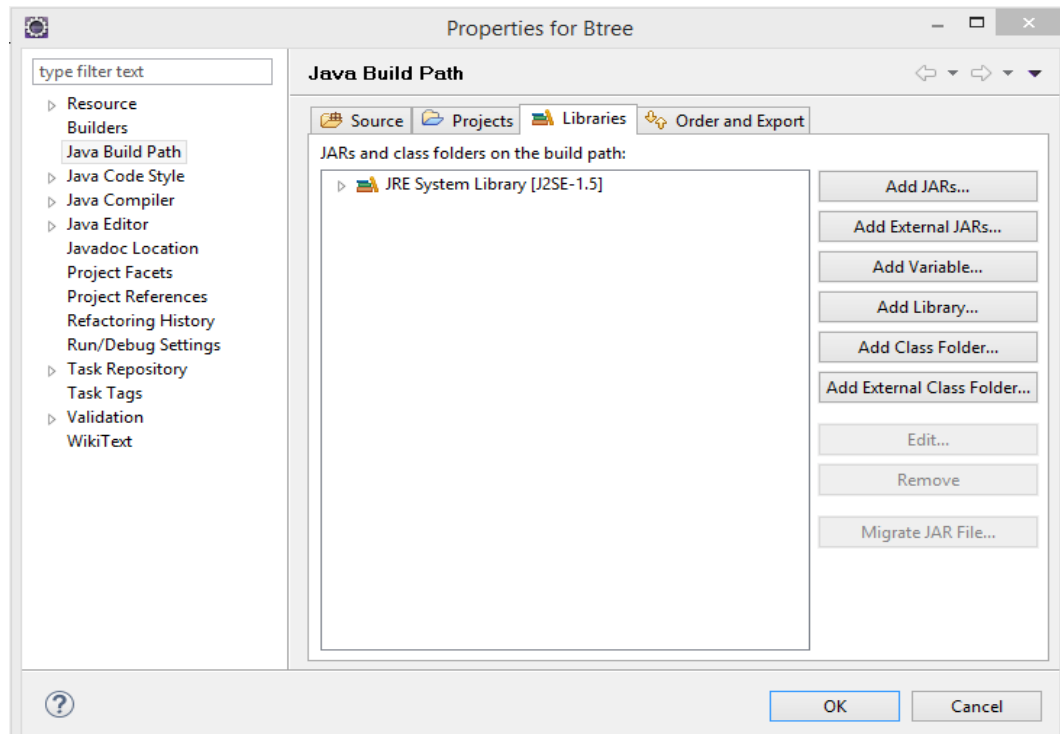 Properties for Btree
type filter text
Resource
Builders
Java Build Path
Java Code Style
Java Compiler
Java Editor
Javadoc Location
Project Facets
Project References
Refactoring History
Run/Debug Settings
Task Repository
Task Tags
Validation
WikiText
Java Build Path
Source Projects Libraries Order and Export
JARs and class folders on the build path:
JRE System Library [J2SE-1.5]
Add JARs...
Add External JARs...
Add Variable...
Add Library...
Add Class Folder...
Add External Class Folder...
Edit...
Remove
Migrate JAR File...
?
OK Cancel